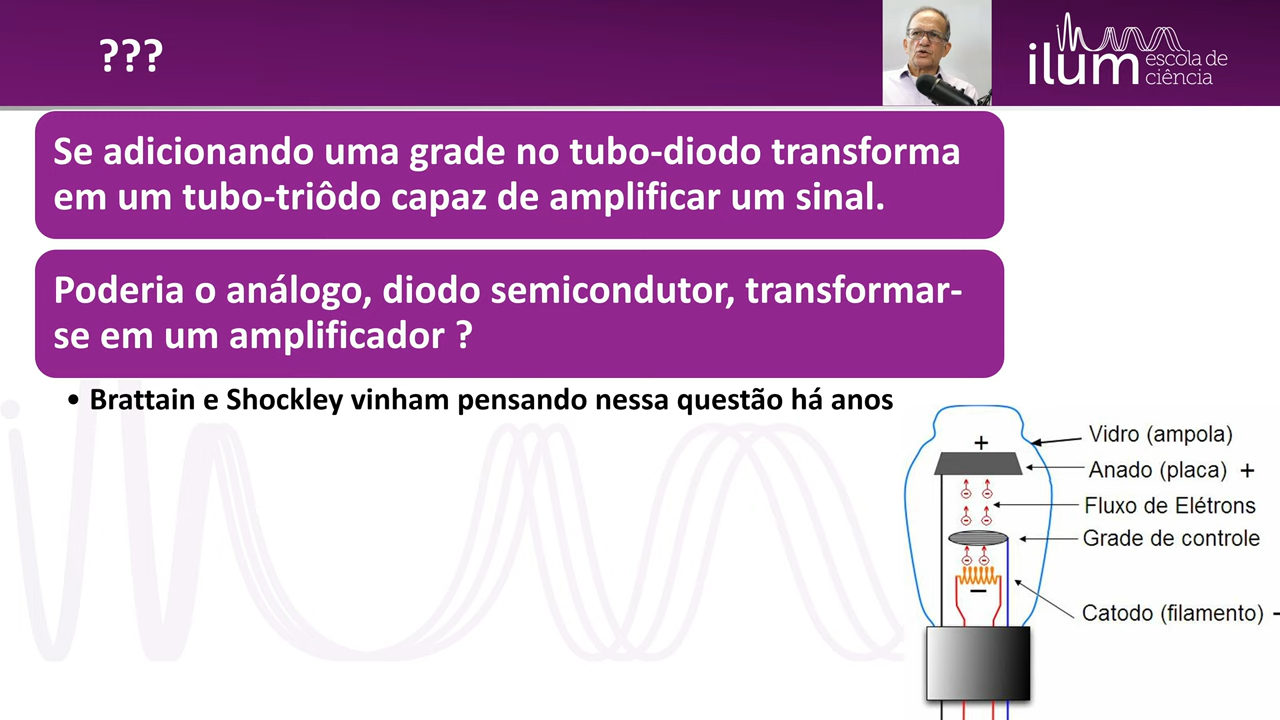 ???
ilum escola de
ciência
Se adicionando uma grade no tubo-diodo transforma
em um tubo-triôdo capaz de amplificar um sinal.
Poderia o análogo, diodo semicondutor, transformar-
se em um amplificador ?
• Brattain e Shockley vinham pensando nessa questão há anos
+
Vidro (ampola)
Anado (placa) +
Fluxo de Elétrons
Grade de controle
−
Catodo (filamento) -